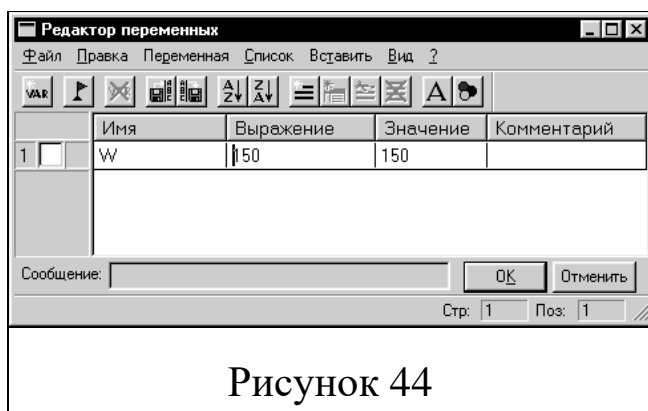 Редактор переменных
Файл Правка Переменная Список Вставить Вид ?
VAR A Z Z A A
Имя Выражение Значение Комментарий
1 W 150 150
Сообщение: OK Отменить
Стр: 1 Поз: 1
Рисунок 44